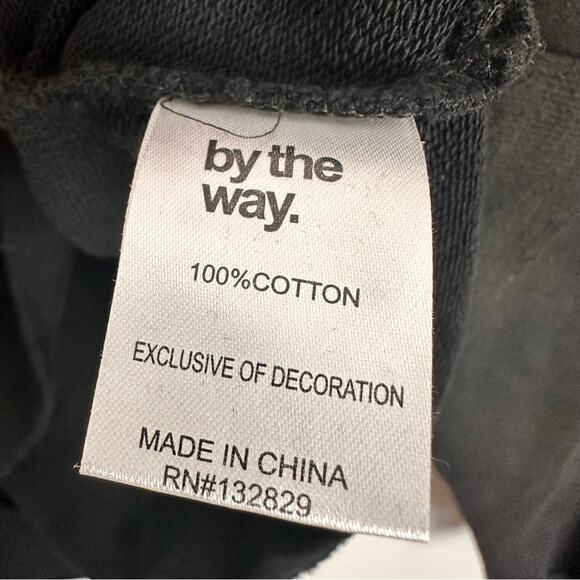 by the
way.
100%COTTON
EXCLUSIVE OF DECORATION
MADE IN CHINA
RN#132829